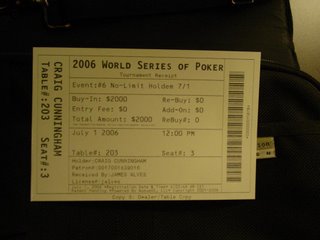 2006 WORLD SERIES OF POKER
Tournament Receipt
Event:#6 No-Limit Holdem 7/1
Buy-In: $2000 Re-Buy: $0
Entry Fee: $0 Add-On: $0
Total Amount: $2000 ReBuy#: 0
July 1 2006 12:00 PM
Table#: 203 Seat#: 3
Holder:CRAIG CUNNINGHAM
Received By:JAMES ALVES
License:jalves
Copy 3: Dealer/Table Copy
CRAIG CUNNINGHAM
TABLE#:203 SEAT#:3